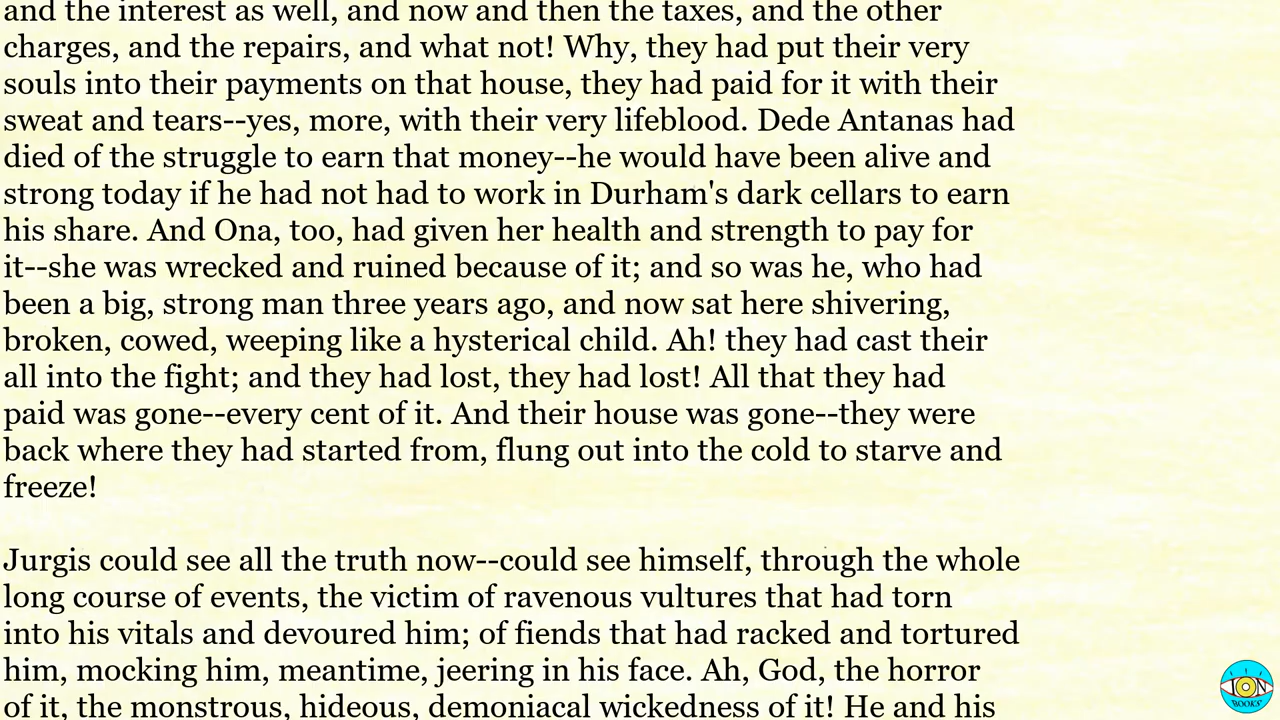 and the interest as well, and now and then the taxes, and the other
charges, and the repairs, and what not! Why, they had put their very
souls into their payments on that house, they had paid for it with their
sweat and tears--yes, more, with their very lifeblood. Dede Antanas had
died of the struggle to earn that money--he would have been alive and
strong today if he had not had to work in Durham's dark cellars to earn
his share. And Ona, too, had given her health and strength to pay for
it--she was wrecked and ruined because of it; and so was he, who had
been a big, strong man three years ago, and now sat here shivering,
broken, cowed, weeping like a hysterical child. Ah! they had cast their
all into the fight; and they had lost, they had lost! All that they had
paid was gone--every cent of it. And their house was gone--they were
back where they had started from, flung out into the cold to starve and
freeze!
Jurgis could see all the truth now--could see himself, through the whole
long course of events, the victim of ravenous vultures that had torn
into his vitals and devoured him; of fiends that had racked and tortured
him, mocking him, meantime, jeering in his face. Ah, God, the horror
of it, the monstrous, hideous, demoniacal wickedness of it! He and his
ION
BOOKS